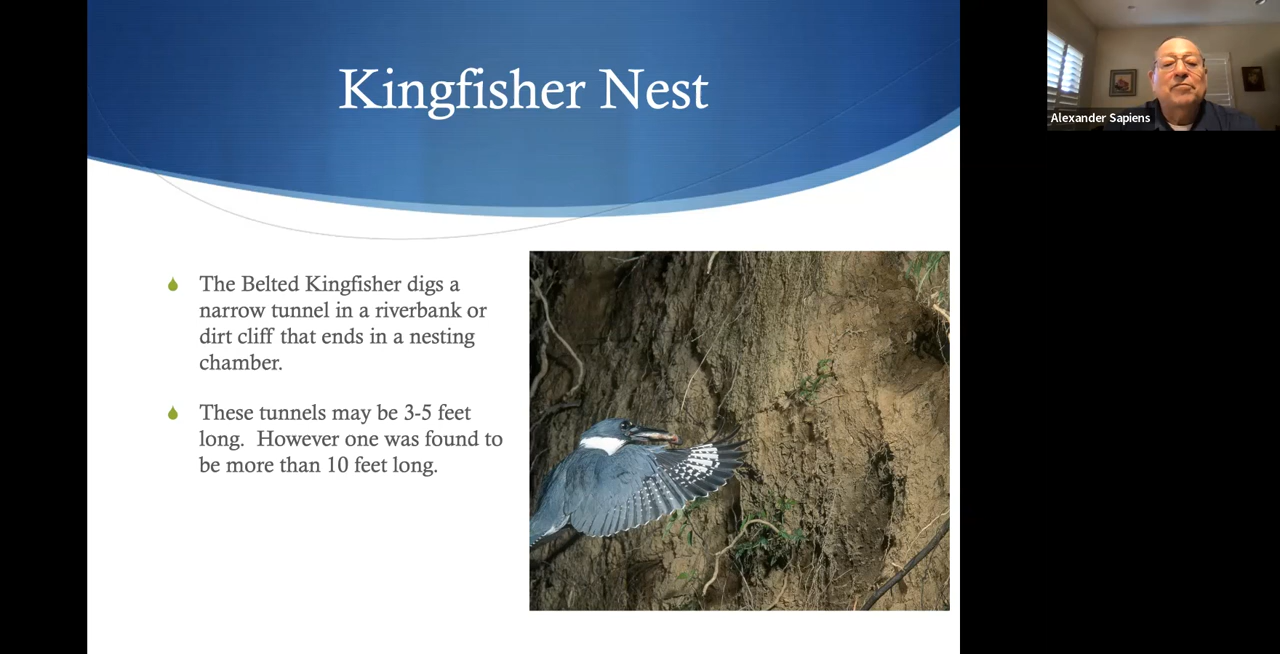 Kingfisher Nest
Alexander Sapiens
The Belted Kingfisher digs a
narrow tunnel in a riverbank or
dirt cliff that ends in a nesting
chamber.
These tunnels may be 3-5 feet
long.  However one was found to
be more than 10 feet long.